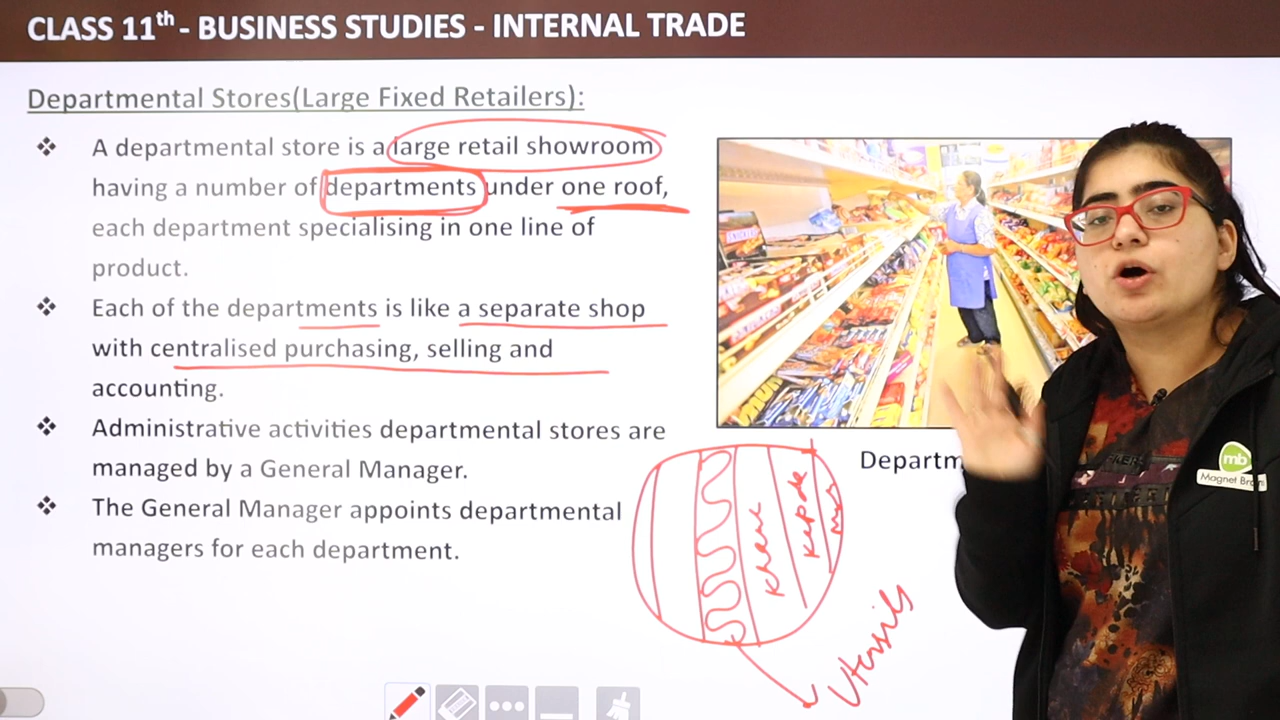 CLASS 11th - BUSINESS STUDIES - INTERNAL TRADE
Departmental Stores(Large Fixed Retailers):
❖ A departmental store is a large retail showroom
having a number of departments under one roof,
each department specialising in one line of
product.
❖ Each of the departments is like a separate shop
with centralised purchasing, selling and
accounting.
❖ Administrative activities departmental stores are
managed by a General Manager.
❖ The General Manager appoints departmental
managers for each department.
Departm
Khane
Kapde
Utensils
mb
Magnet Brains